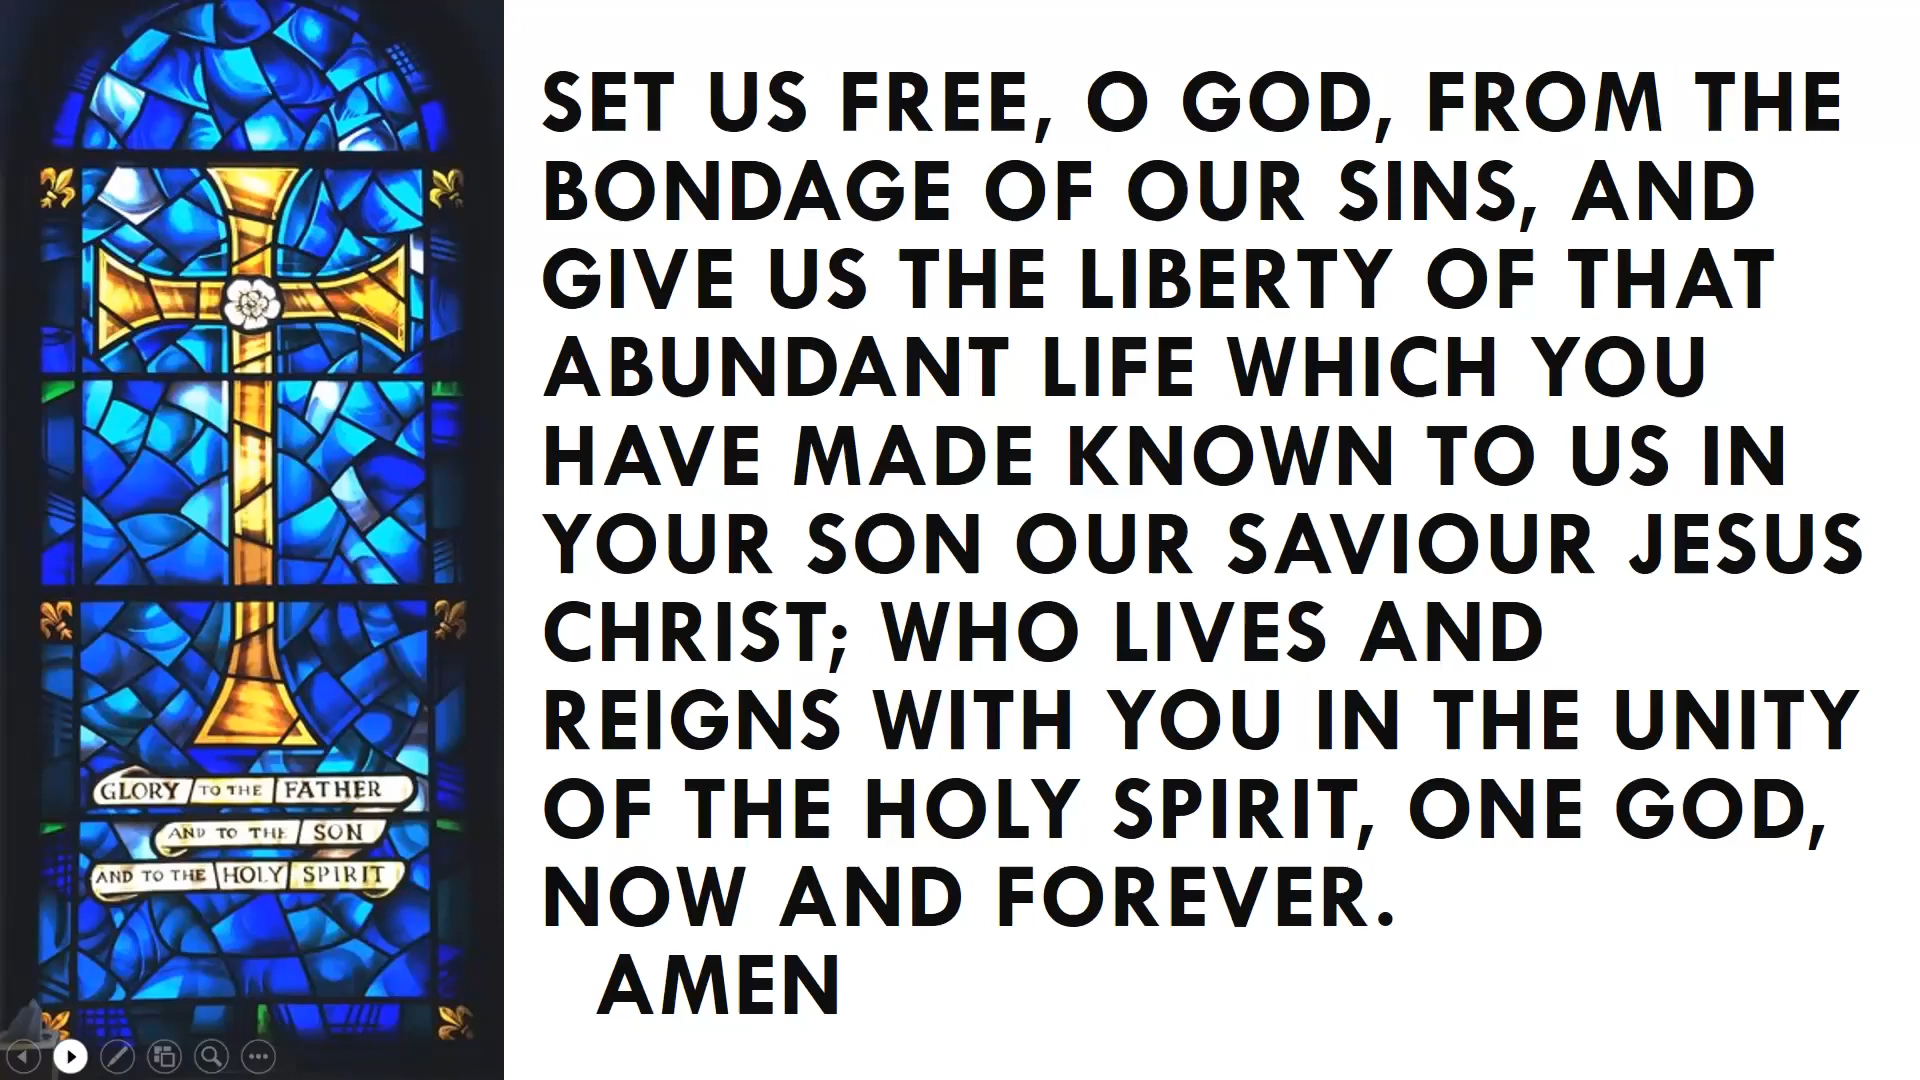 SET US FREE, O GOD, FROM THE
BONDAGE OF OUR SINS, AND
GIVE US THE LIBERTY OF THAT
ABUNDANT LIFE WHICH YOU
HAVE MADE KNOWN TO US IN
YOUR SON OUR SAVIOUR JESUS
CHRIST; WHO LIVES AND
REIGNS WITH YOU IN THE UNITY
OF THE HOLY SPIRIT, ONE GOD,
NOW AND FOREVER.
AMEN
GLORY TO THE FATHER
AND TO THE SON
AND TO THE HOLY SPIRIT